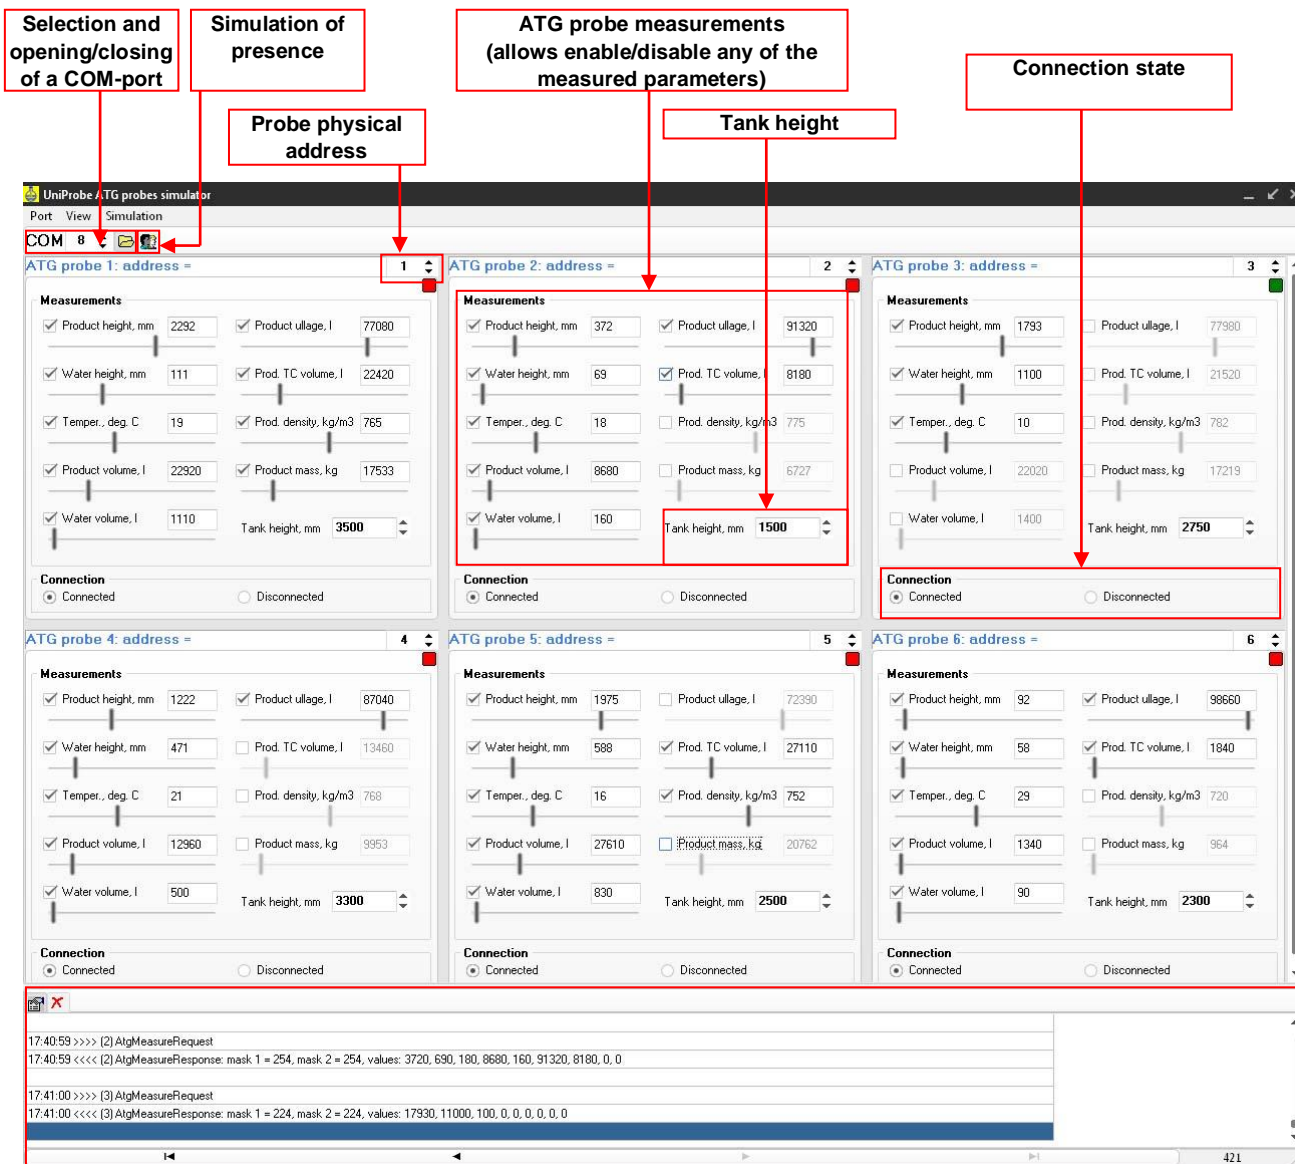 Selection and
opening/closing
of a COM-port
Simulation of
presence
ATG probe measurements
(allows enable/disable any of the
measured parameters)
Connection state
Probe physical
address
Tank height
UniProbe ATG probes simulator
Port View Simulation
COM 8
ATG probe 1: address = 1
Measurements
Product height, mm 2292 Product ullage, l 77080
Water height, mm 111 Prod. TC volume, l 22420
Temper., deg. C 19 Prod. density, kg/m3 765
Product volume, l 22920 Product mass, kg 17533
Water volume, l 1110 Tank height, mm 3500
Connection
Connected Disconnected
ATG probe 2: address = 2
Measurements
Product height, mm 372 Product ullage, l 91320
Water height, mm 69 Prod. TC volume, l 8180
Temper., deg. C 18 Prod. density, kg/m3 775
Product volume, l 8680 Product mass, kg 6727
Water volume, l 160 Tank height, mm 1500
Connection
Connected Disconnected
ATG probe 3: address = 3
Measurements
Product height, mm 1793 Product ullage, l 77980
Water height, mm 1100 Prod. TC volume, l 21520
Temper., deg. C 10 Prod. density, kg/m3 782
Product volume, l 22020 Product mass, kg 17219
Water volume, l 1400 Tank height, mm 2750
Connection
Connected Disconnected
ATG probe 4: address = 4
Measurements
Product height, mm 1222 Product ullage, l 87040
Water height, mm 471 Prod. TC volume, l 13460
Temper., deg. C 21 Prod. density, kg/m3 768
Product volume, l 12960 Product mass, kg 9953
Water volume, l 500 Tank height, mm 3300
Connection
Connected Disconnected
ATG probe 5: address = 5
Measurements
Product height, mm 1975 Product ullage, l 72390
Water height, mm 588 Prod. TC volume, l 27110
Temper., deg. C 16 Prod. density, kg/m3 752
Product volume, l 27610 Product mass, kg 20762
Water volume, l 830 Tank height, mm 2500
Connection
Connected Disconnected
ATG probe 6: address = 6
Measurements
Product height, mm 92 Product ullage, l 98660
Water height, mm 58 Prod. TC volume, l 1840
Temper., deg. C 29 Prod. density, kg/m3 720
Product volume, l 1340 Product mass, kg 964
Water volume, l 90 Tank height, mm 2300
Connection
Connected Disconnected
17:40:59 >>>> (2) AtgMeasureRequest
17:40:59 <<<< (2) AtgMeasureResponse: mask 1 = 254, mask 2 = 254, values: 3720, 690, 180, 8680, 160, 91320, 8180, 0, 0
17:41:00 >>>> (3) AtgMeasureRequest
17:41:00 <<<< (3) AtgMeasureResponse: mask 1 = 224, mask 2 = 224, values: 17930, 11000, 100, 0, 0, 0, 0, 0, 0
421